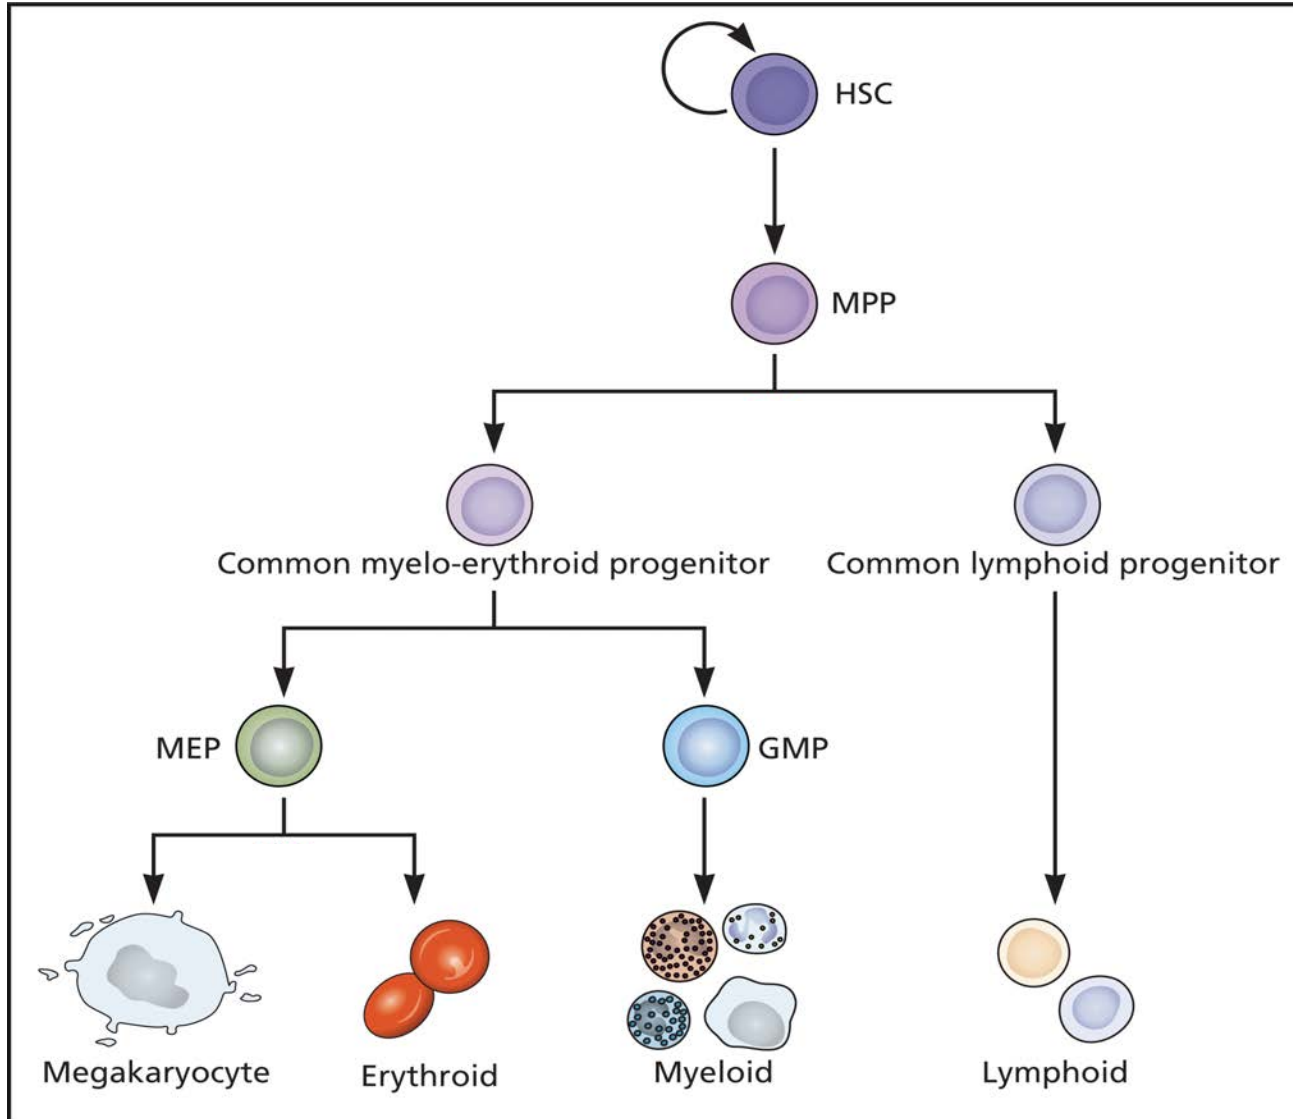 HSC
MPP
Common myelo-erythroid progenitor
Common lymphoid progenitor
MEP
GMP
Megakaryocyte
Erythroid
Myeloid
Lymphoid